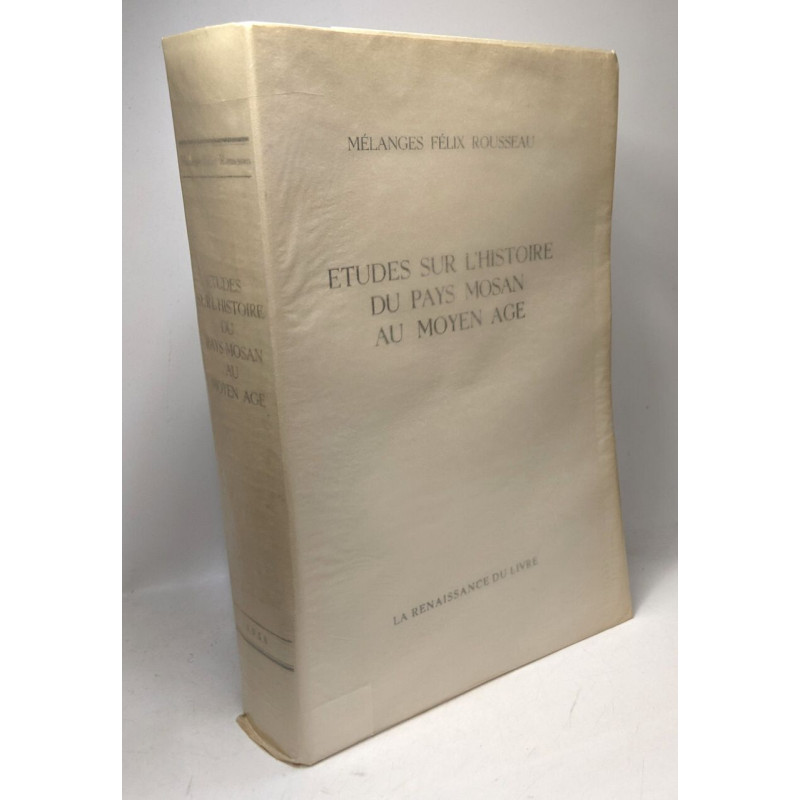 MÉLANGES FÉLIX ROUSSEAU
ETUDES SUR L'HISTOIRE
DU PAYS MOSAN
AU MOYEN AGE
LA RENAISSANCE DU LIVRE
ETUDES
SUR L'HISTOIRE
DU
PAYS MOSAN
AU
MOYEN AGE